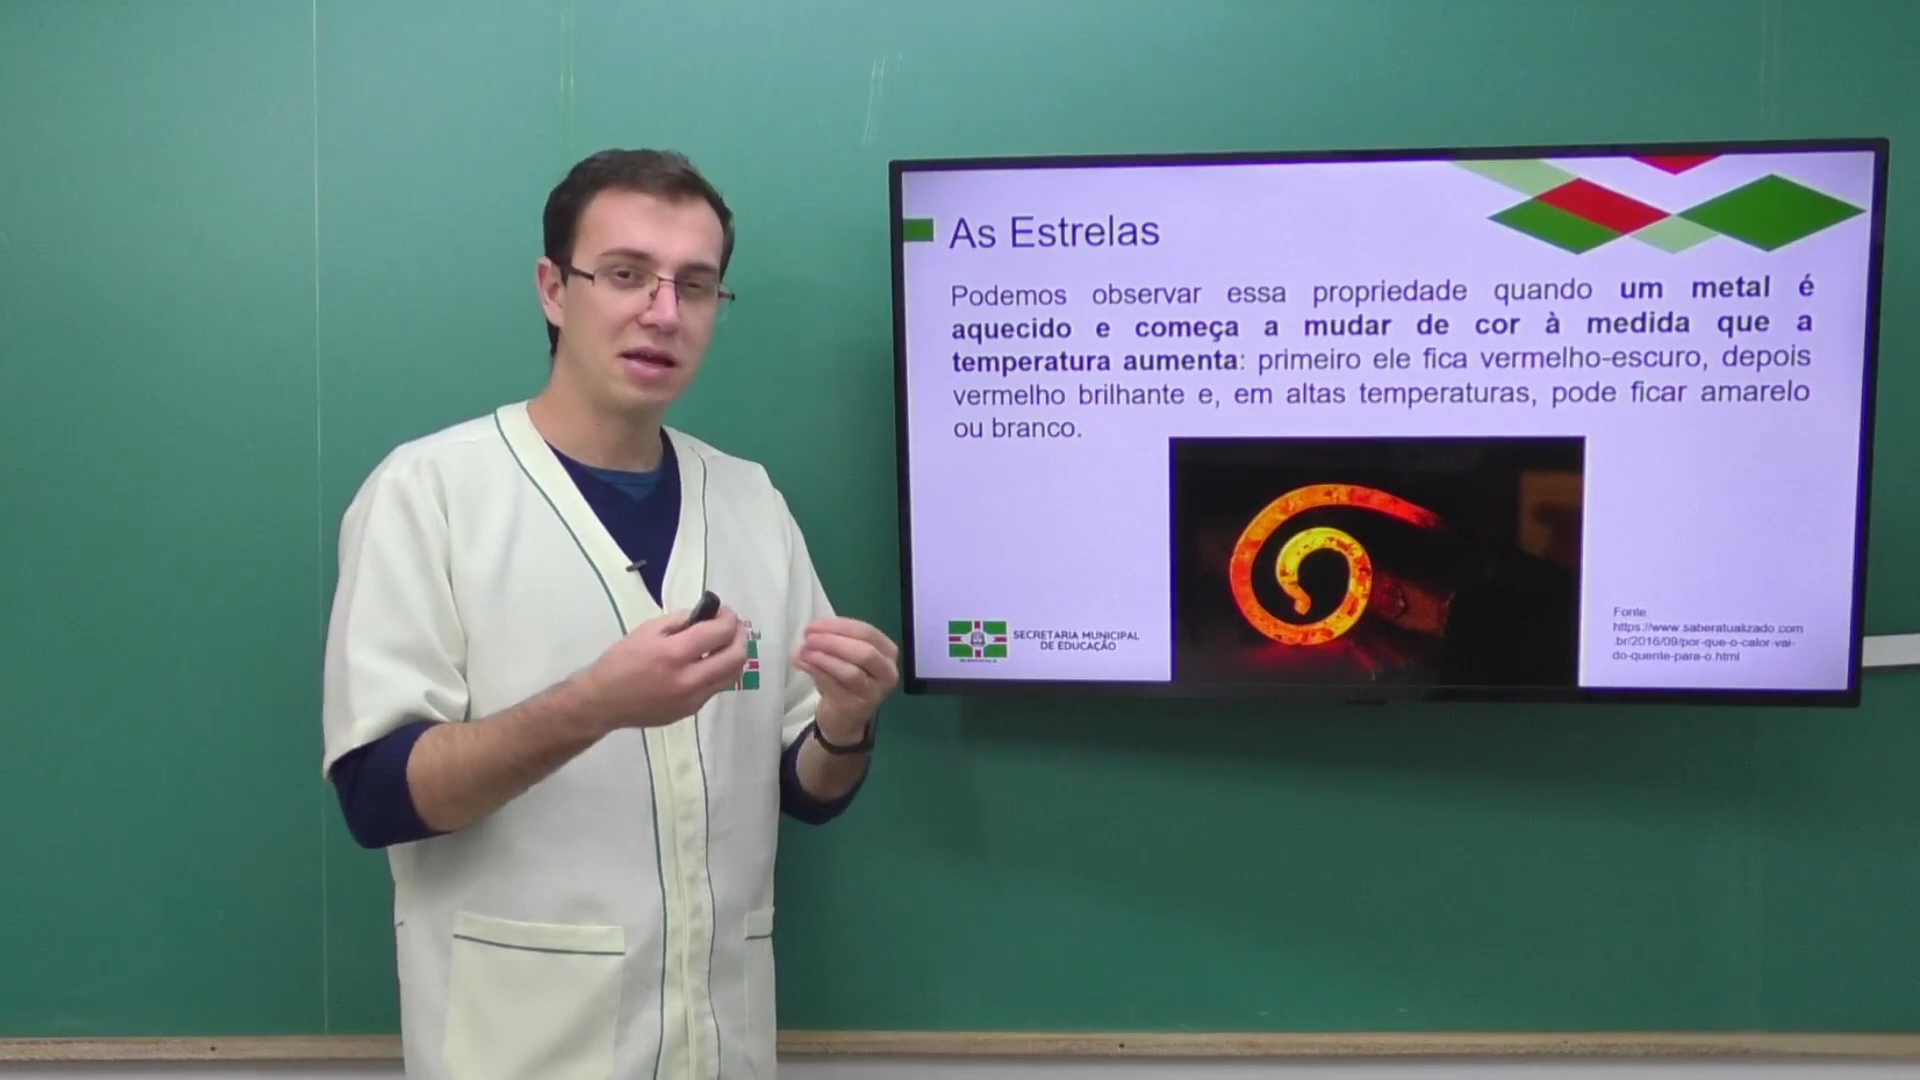 As Estrelas
Podemos observar essa propriedade quando um metal é
aquecido e começa a mudar de cor à medida que a
temperatura aumenta: primeiro ele fica vermelho-escuro, depois
vermelho brilhante e, em altas temperaturas, pode ficar amarelo
ou branco.
SECRETARIA MUNICIPAL
DE EDUCAÇÃO
Fonte
https://www.saberatualizado.com
.br/2016/09/por-que-o-calor-vai-
do-quente-para-o.html